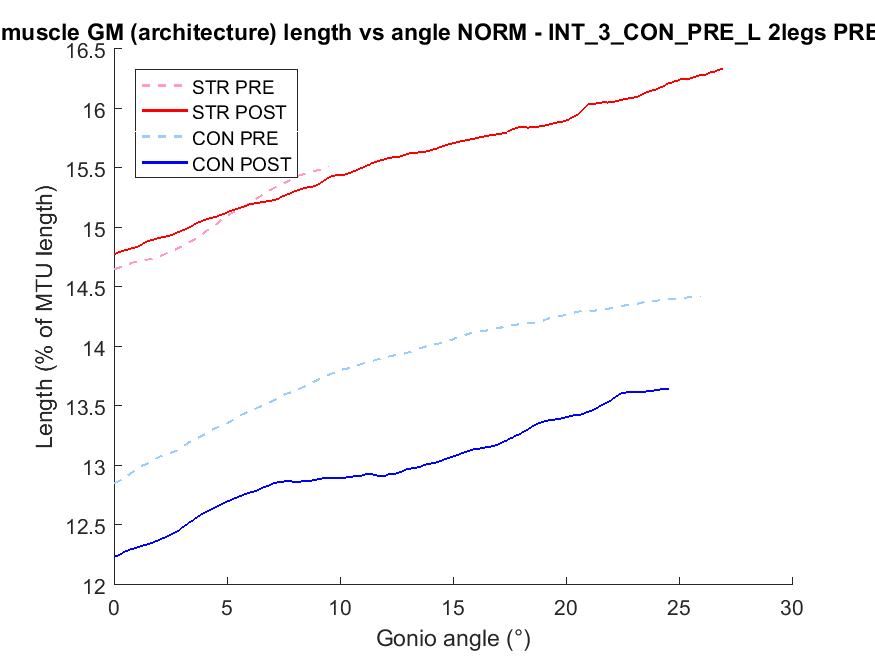 muscle GM (architecture) length vs angle NORM - INT_3_CON_PRE_L 2legs PRE
16.5
16
15.5
15
14.5
14
13.5
13
12.5
12
Length (% of MTU length)
STR PRE
STR POST
CON PRE
CON POST
0 5 10 15 20 25 30
Gonio angle (°)